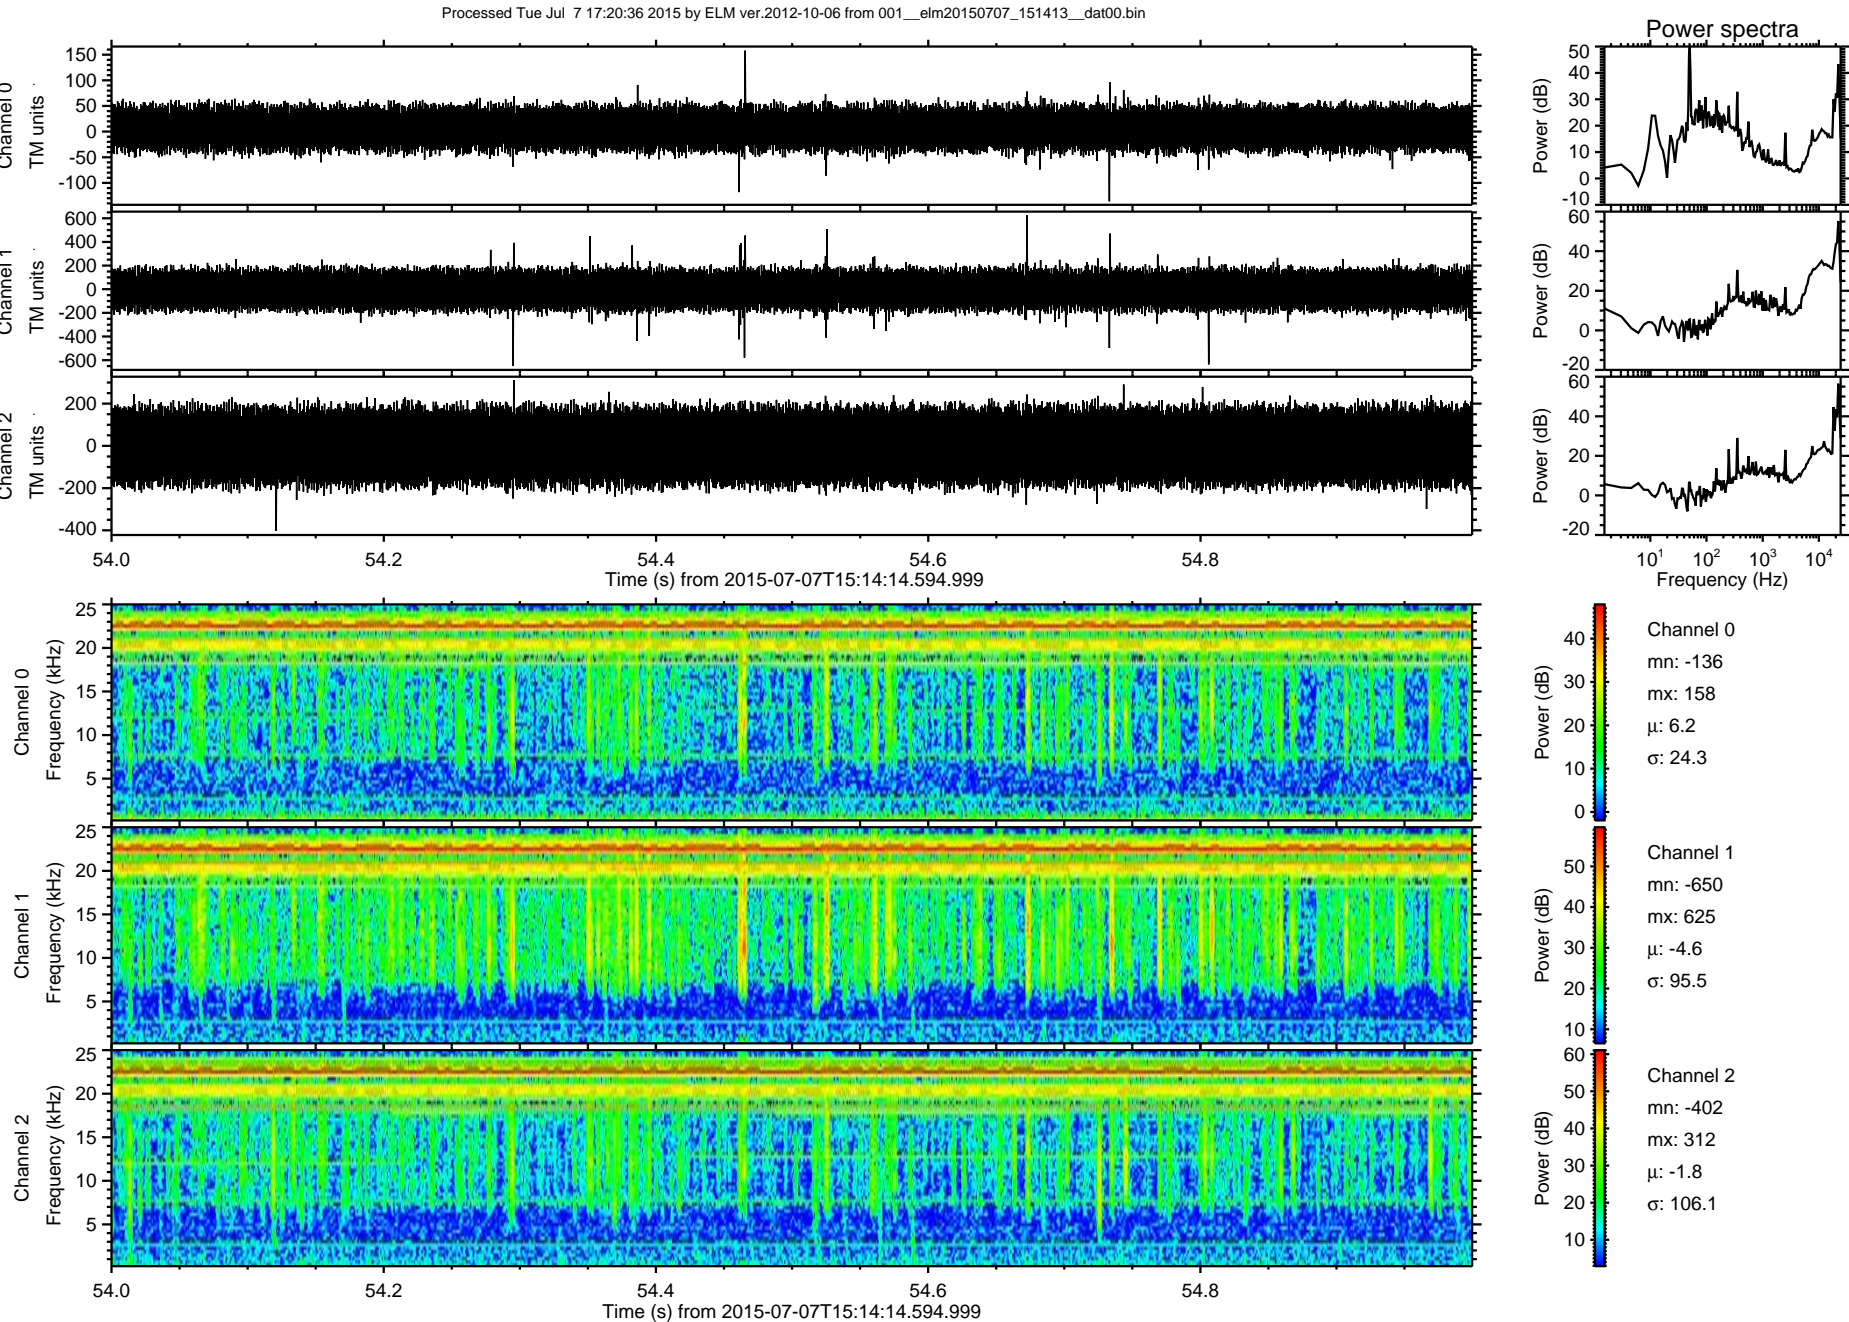 Processed Tue Jul  7 17:20:36 2015 by ELM ver.2012-10-06 from 001__elm20150707_151413__dat00.bin
Power spectra
Channel 0
TM units
150
100
50
0
-50
-100
Power (dB)
50
40
30
20
10
0
-10
Channel 1
TM units
600
400
200
0
-200
-400
-600
Power (dB)
60
40
20
0
-20
Channel 2
TM units
200
0
-200
-400
Power (dB)
60
40
20
0
-20
54.0 54.2 54.4 54.6 54.8
Time (s) from 2015-07-07T15:14:14.594.999
10¹ 10² 10³ 10⁴
Frequency (Hz)
Channel 0
Frequency (kHz)
25
20
15
10
5
Power (dB)
40
30
20
10
0
Channel 0
mn: -136
mx: 158
μ: 6.2
σ: 24.3
Channel 1
Frequency (kHz)
25
20
15
10
5
Power (dB)
50
40
30
20
10
Channel 1
mn: -650
mx: 625
μ: -4.6
σ: 95.5
Channel 2
Frequency (kHz)
25
20
15
10
5
Power (dB)
60
50
40
30
20
10
Channel 2
mn: -402
mx: 312
μ: -1.8
σ: 106.1
54.0 54.2 54.4 54.6 54.8
Time (s) from 2015-07-07T15:14:14.594.999